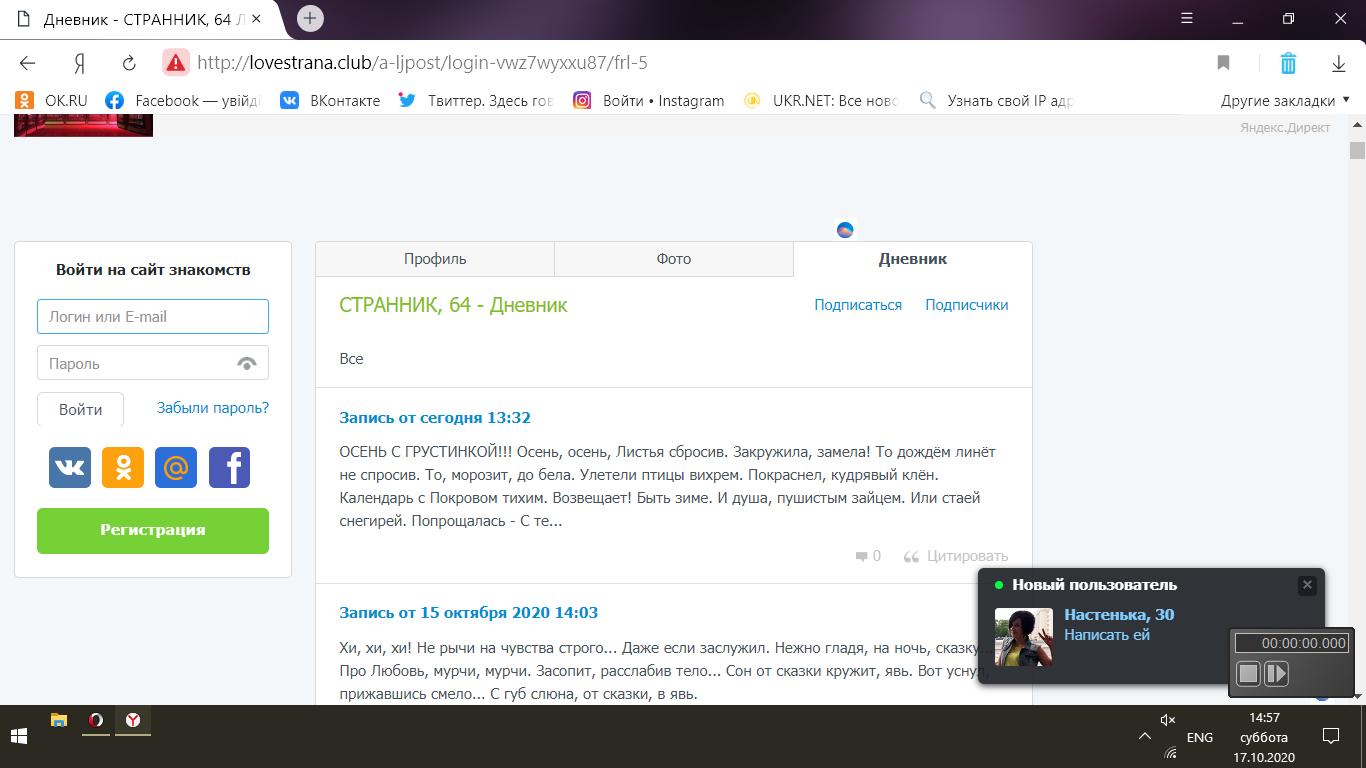 Дневник - СТРАННИК, 64 Л
http://lovestrana.club/a-ljpost/login-vwz7wyxxu87/frl-5
OK.RU
Facebook — увійді
ВКонтакте
Твиттер. Здесь гов
Войти • Instagram
UKR.NET: Все ново
Узнать свой IP адр
Другие закладки
Яндекс.Директ
Войти на сайт знакомств
Логин или E-mail
Пароль
Войти
Забыли пароль?
Регистрация
Профиль
Фото
Дневник
СТРАННИК, 64 - Дневник
Подписаться
Подписчики
Все
Запись от сегодня 13:32
ОСЕНЬ С ГРУСТИНКОЙ!!! Осень, осень, Листья сбросив. Закружила, замела! То дождём линёт
не спросив. То, морозит, до бела. Улетели птицы вихрем. Покраснел, кудрявый клён.
Календарь с Покровом тихим. Возвещает! Быть зиме. И душа, пушистым зайцем. Или стаей
снегирей. Попрощалась - С те...
0
Цитировать
Запись от 15 октября 2020 14:03
Хи, хи, хи! Не рычи на чувства строго... Даже если заслужил. Нежно гладя, на ночь, сказку...
Про Любовь, мурчи, мурчи. Засопит, расслабив тело... Сон от сказки кружит, явь. Вот уснул,
прижавшись смело... С губ слюна, от сказки, в явь.
Новый пользователь
Настенька, 30
Написать ей
00:00:00.000
ENG
14:57
суббота
17.10.2020